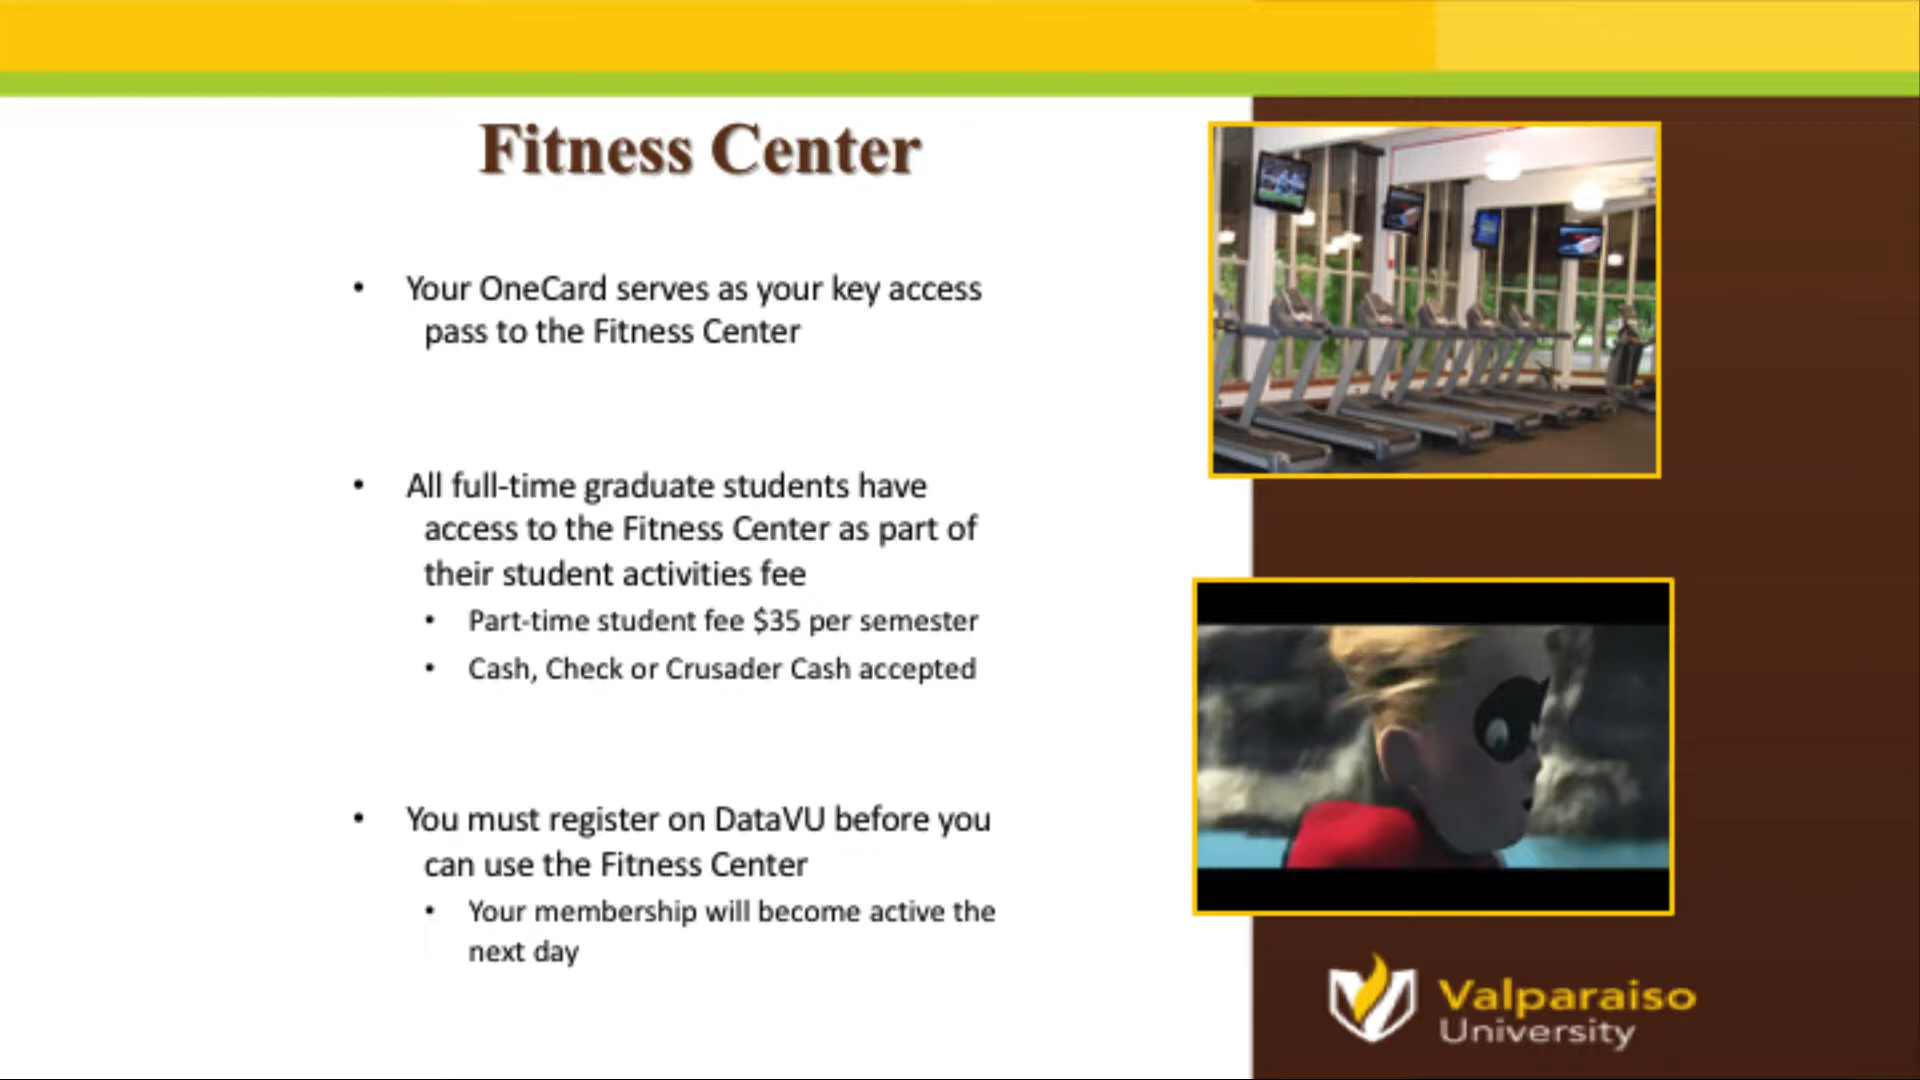 Fitness Center
• Your OneCard serves as your key access
pass to the Fitness Center
• All full-time graduate students have
access to the Fitness Center as part of
their student activities fee
• Part-time student fee $35 per semester
• Cash, Check or Crusader Cash accepted
• You must register on DataVU before you
can use the Fitness Center
• Your membership will become active the
next day
Valparaiso
University